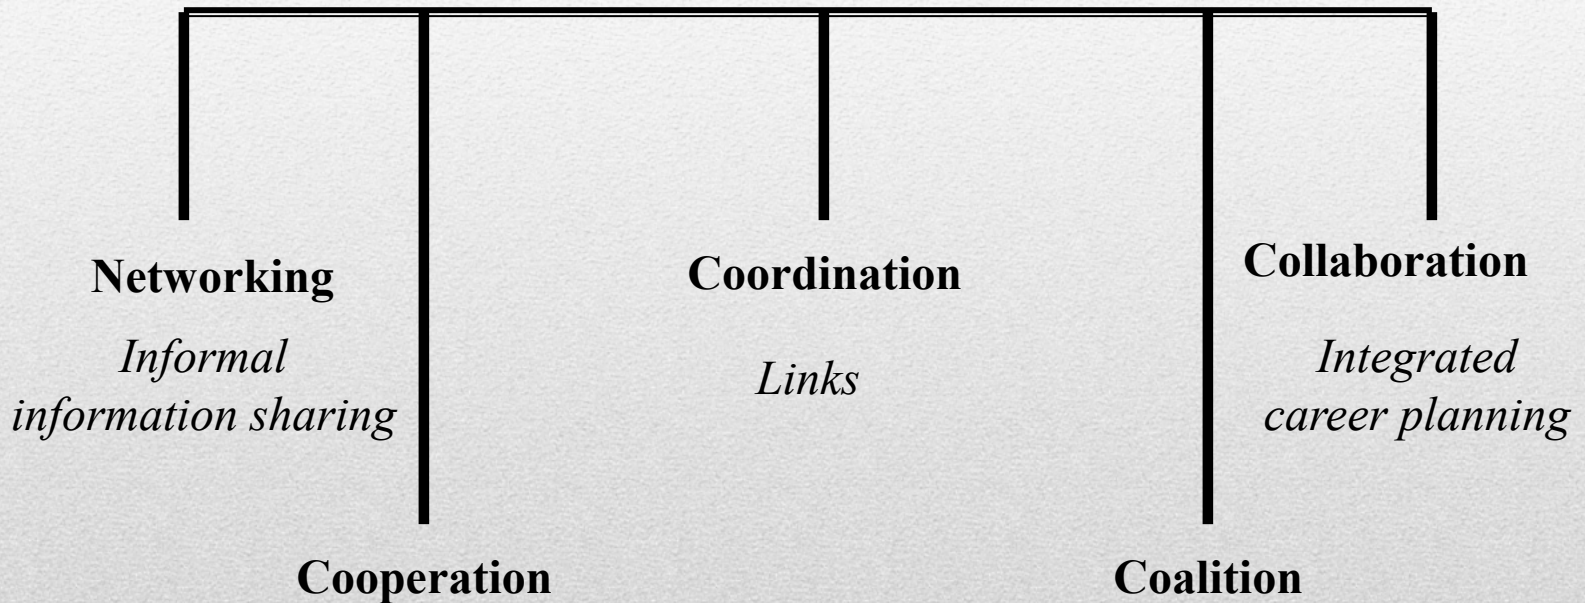 Networking
Informal
information sharing
Cooperation
Coordination
Links
Coalition
Collaboration
Integrated
career planning